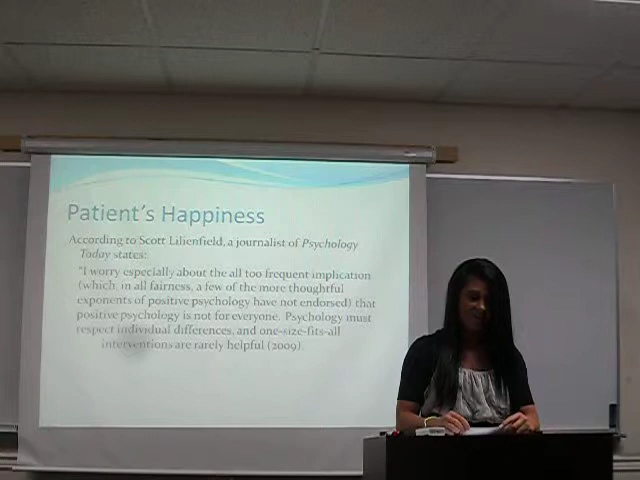 Patient's Happiness
According to Scott Lilienfeld, a journalist of Psychology
Today states:
"I worry especially about the all too frequent implication
(which, in all fairness, a few of the more thoughtful
exponents of positive psychology have not endorsed) that
positive psychology is not for everyone. Psychology must
respect individual differences, and one-size-fits-all
interventions are rarely helpful (2009).